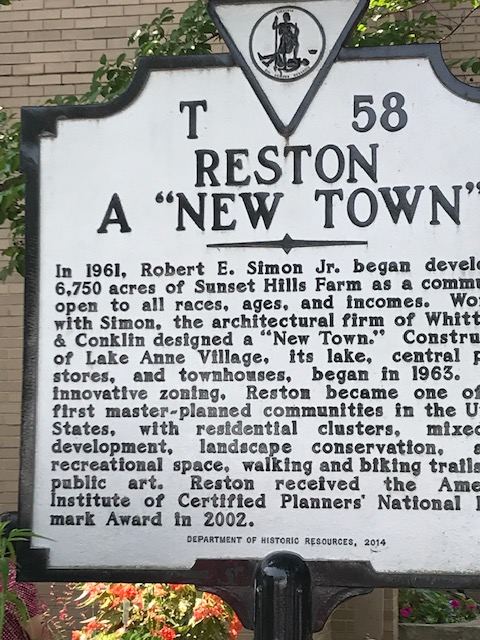 T 58
RESTON
A "NEW TOWN"
In 1961, Robert E. Simon Jr. began develo
6,750 acres of Sunset Hills Farm as a commu
open to all races, ages, and incomes. Wo
with Simon, the architectural firm of Whitt
& Conklin designed a "New Town." Constru
of Lake Anne Village, its lake, central p
stores, and townhouses, began in 1963.
innovative zoning, Reston became one of
first master-planned communities in the U
States, with residential clusters, mixed
development, landscape conservation, a
recreational space, walking and biking trails
public art. Reston received the Ame
Institute of Certified Planners' National
mark Award in 2002.
DEPARTMENT OF HISTORIC RESOURCES, 2014